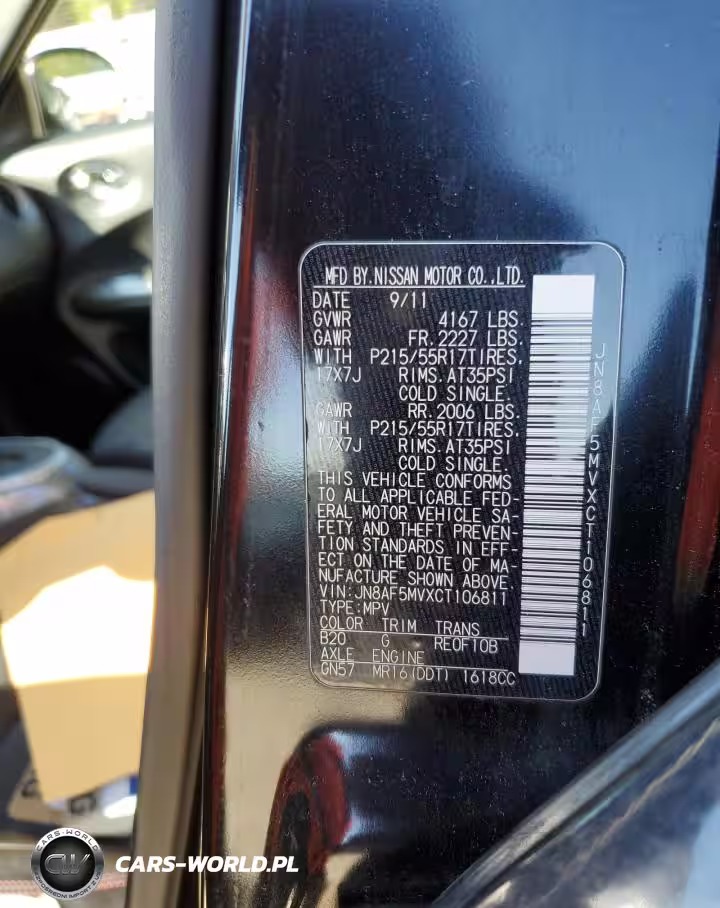 MFD BY.NISSAN MOTOR CO.,LTD.
DATE 9/11
GVWR 4167 LBS.
GAWR FR.2227 LBS.
WITH P215/55R17TIRES,
17X7J RIMS.AT35PSI
COLD SINGLE.
GAWR RR.2006 LBS.
WITH P215/55R17TIRES,
17X7J RIMS.AT35PSI
COLD SINGLE.
THIS VEHICLE CONFORMS
TO ALL APPLICABLE FED-
ERAL MOTOR VEHICLE SA-
FETY AND THEFT PREVEN-
TION STANDARDS IN EFF-
ECT ON THE DATE OF MA-
NUFACTURE SHOWN ABOVE.
VIN:JN8AF5MVXCT106811
TYPE:MPV
COLOR TRIM TRANS
B20 G RE0F10B
AXLE ENGINE
GN57 MR16(DDT) 1618CC
JN8AF5MVXCT106811
CARS-WORLD
CW
CARS-WORLD.PL